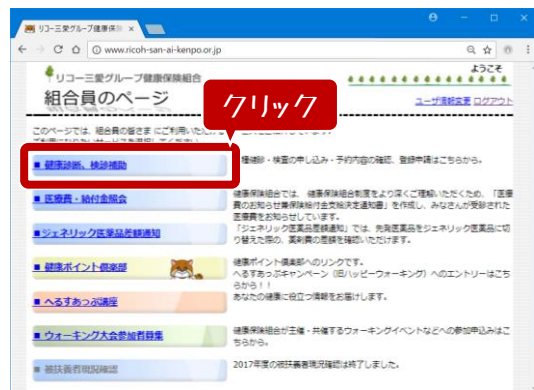 リコー三愛グループ健康保 ×
www.ricoh-san-ai-kenpo.or.jp
リコー三愛グループ健康保険組合
ようこそ
組合員のページ
ユーザ情報変更 ログアウト
クリック
このページでは、組合員の皆さま にご利用いただけ
■ 健康診断、検診補助
種健診・検査の申し込み・予約内容の確認、登録申請はこちらから。
■ 医療費・給付金照会
健康保険組合では、健康保険組合制度をより深くご理解いただくため、「医療
費のお知らせ兼保険給付金支給決定通知書」を作成し、みなさんが受診された
医療費をお知らせしています。
■ジェネリック医薬品差額通知
「ジェネリック医薬品差額通知」では、先発医薬品をジェネリック医薬品に切
り替えた際の、薬剤費の差額を確認いただけます。
■ 健康ポイント倶楽部
健康ポイント倶楽部へのリンクです。
へるすあっぷキャンペーン（旧ハッピーウォーキング）へのエントリーはこち
らから！！
■ へるすあっぷ講座
あなたの健康に役立つ情報をお届けします。
■ ウォーキング大会参加者募集
健康保険組合が主催・共催するウォーキングイベントなどへの参加申込みはこ
ちらから。
■ 被扶養者現況確認
2017年度の被扶養者現況確認は終了しました。